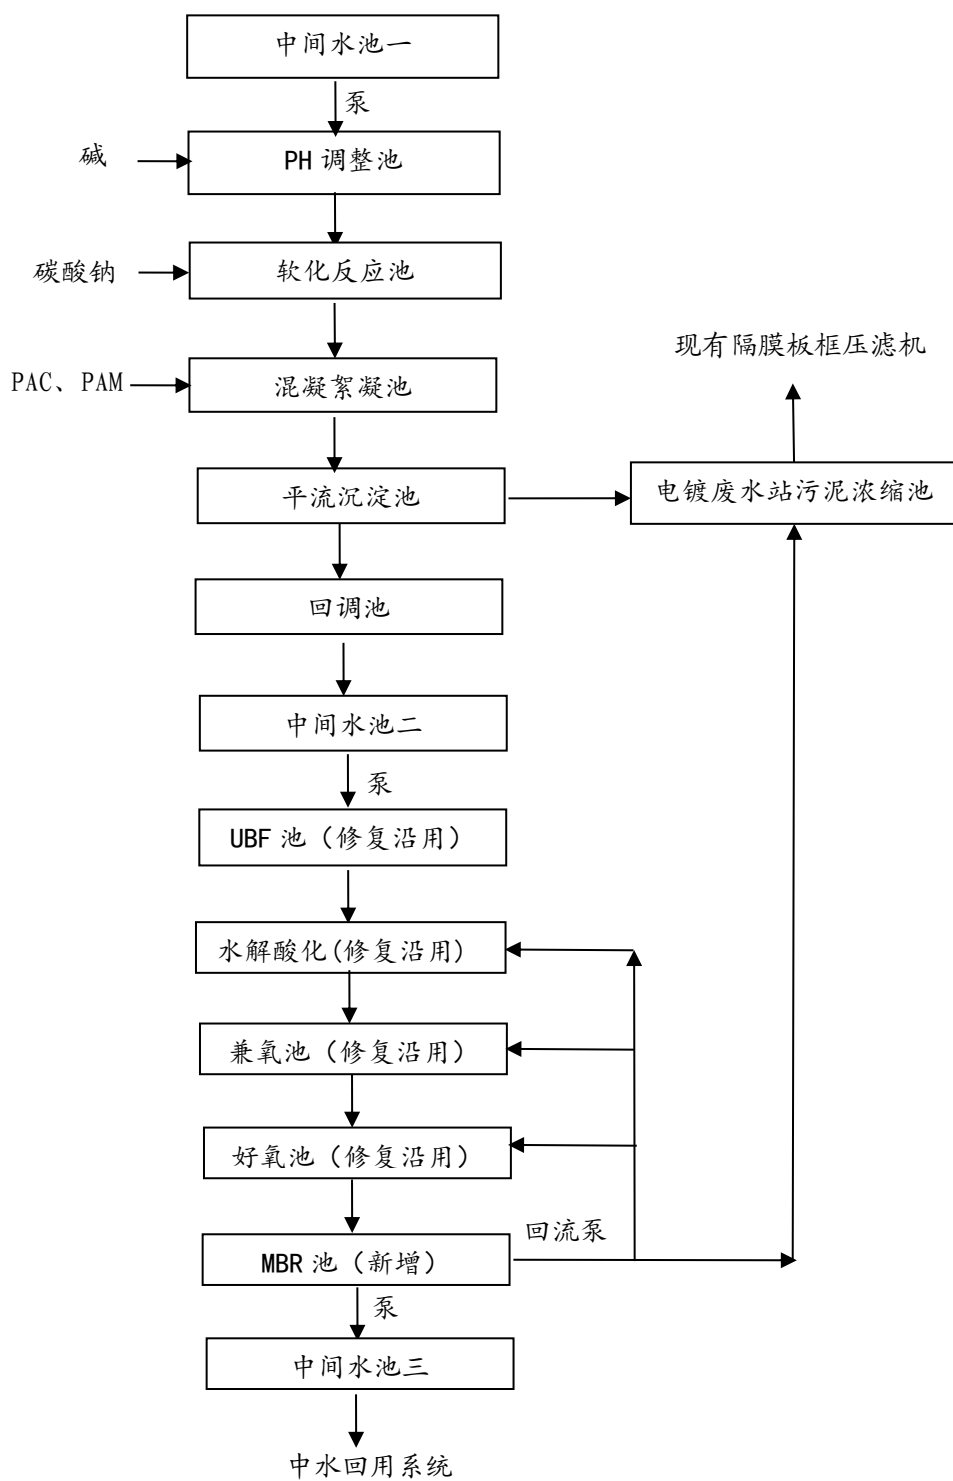 中间水池一
泵
碱
PH 调整池
碳酸钠
软化反应池
现有隔膜板框压滤机
PAC、PAM
混凝絮凝池
平流沉淀池
电镀废水站污泥浓缩池
回调池
中间水池二
泵
UBF 池（修复沿用）
水解酸化(修复沿用)
兼氧池（修复沿用）
好氧池（修复沿用）
回流泵
MBR 池（新增）
泵
中间水池三
中水回用系统